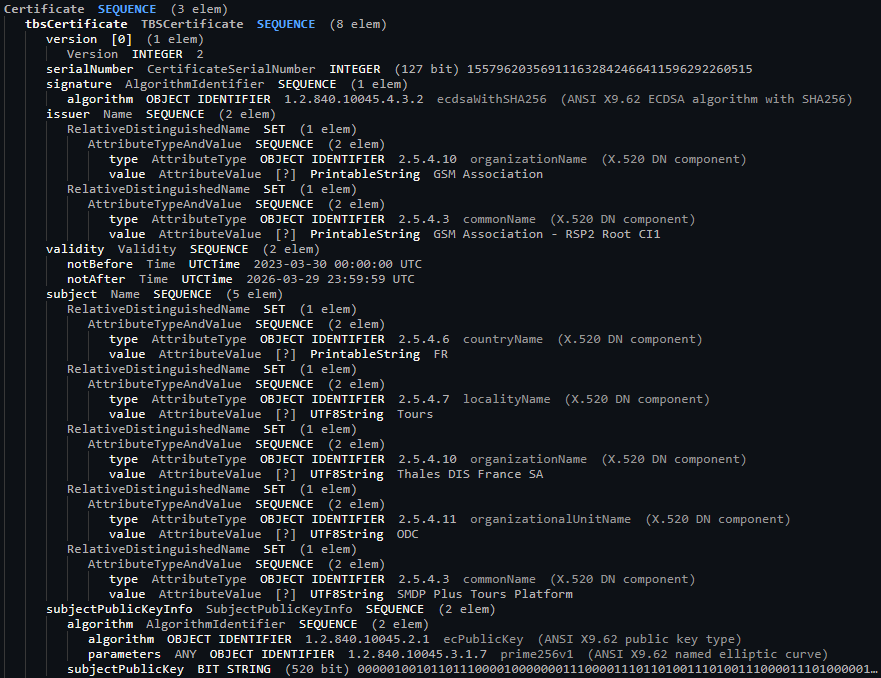 Certificate SEQUENCE (3 elem)
tbsCertificate TBSCertificate SEQUENCE (8 elem)
version [0] (1 elem)
Version INTEGER 2
serialNumber CertificateSerialNumber INTEGER (127 bit) 155796203569111632842466411596292260515
signature AlgorithmIdentifier SEQUENCE (1 elem)
algorithm OBJECT IDENTIFIER 1.2.840.10045.4.3.2 ecdsaWithSHA256 (ANSI X9.62 ECDSA algorithm with SHA256)
issuer Name SEQUENCE (2 elem)
RelativeDistinguishedName SET (1 elem)
AttributeTypeAndValue SEQUENCE (2 elem)
type AttributeType OBJECT IDENTIFIER 2.5.4.10 organizationName (X.520 DN component)
value AttributeValue [?] PrintableString GSM Association
RelativeDistinguishedName SET (1 elem)
AttributeTypeAndValue SEQUENCE (2 elem)
type AttributeType OBJECT IDENTIFIER 2.5.4.3 commonName (X.520 DN component)
value AttributeValue [?] PrintableString GSM Association - RSP2 Root CI1
validity Validity SEQUENCE (2 elem)
notBefore Time UTCTime 2023-03-30 00:00:00 UTC
notAfter Time UTCTime 2026-03-29 23:59:59 UTC
subject Name SEQUENCE (5 elem)
RelativeDistinguishedName SET (1 elem)
AttributeTypeAndValue SEQUENCE (2 elem)
type AttributeType OBJECT IDENTIFIER 2.5.4.6 countryName (X.520 DN component)
value AttributeValue [?] PrintableString FR
RelativeDistinguishedName SET (1 elem)
AttributeTypeAndValue SEQUENCE (2 elem)
type AttributeType OBJECT IDENTIFIER 2.5.4.7 localityName (X.520 DN component)
value AttributeValue [?] UTF8String Tours
RelativeDistinguishedName SET (1 elem)
AttributeTypeAndValue SEQUENCE (2 elem)
type AttributeType OBJECT IDENTIFIER 2.5.4.10 organizationName (X.520 DN component)
value AttributeValue [?] UTF8String Thales DIS France SA
RelativeDistinguishedName SET (1 elem)
AttributeTypeAndValue SEQUENCE (2 elem)
type AttributeType OBJECT IDENTIFIER 2.5.4.11 organizationalUnitName (X.520 DN component)
value AttributeValue [?] UTF8String ODC
RelativeDistinguishedName SET (1 elem)
AttributeTypeAndValue SEQUENCE (2 elem)
type AttributeType OBJECT IDENTIFIER 2.5.4.3 commonName (X.520 DN component)
value AttributeValue [?] UTF8String SMDP Plus Tours Platform
subjectPublicKeyInfo SubjectPublicKeyInfo SEQUENCE (2 elem)
algorithm AlgorithmIdentifier SEQUENCE (2 elem)
algorithm OBJECT IDENTIFIER 1.2.840.10045.2.1 ecPublicKey (ANSI X9.62 public key type)
parameters ANY OBJECT IDENTIFIER 1.2.840.10045.3.1.7 prime256v1 (ANSI X9.62 named elliptic curve)
subjectPublicKey BIT STRING (520 bit) 0000010010110111000010000000111000011101101001110100111000011101000001…